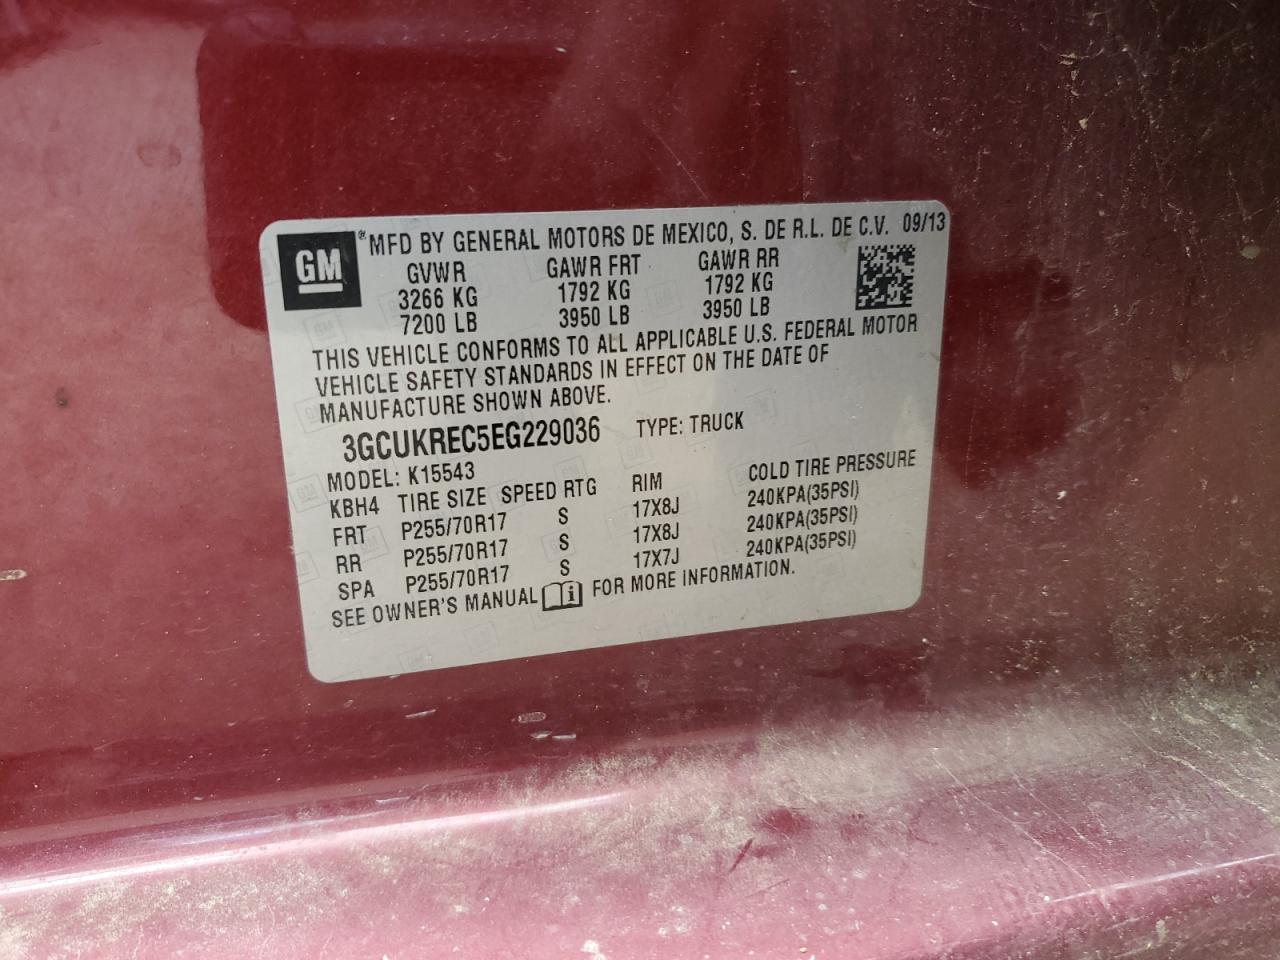 GM ® MFD BY GENERAL MOTORS DE MEXICO, S. DE R.L. DE C.V. 09/13
GVWR GAWR FRT GAWR RR
3266 KG 1792 KG 1792 KG
7200 LB 3950 LB 3950 LB
THIS VEHICLE CONFORMS TO ALL APPLICABLE U.S. FEDERAL MOTOR
VEHICLE SAFETY STANDARDS IN EFFECT ON THE DATE OF
MANUFACTURE SHOWN ABOVE.
3GCUKREC5EG229036 TYPE: TRUCK
MODEL: K15543
KBH4 TIRE SIZE SPEED RTG RIM COLD TIRE PRESSURE
FRT P255/70R17 S 17X8J 240KPA(35PSI)
RR P255/70R17 S 17X8J 240KPA(35PSI)
SPA P255/70R17 S 17X7J 240KPA(35PSI)
SEE OWNER'S MANUAL i FOR MORE INFORMATION.